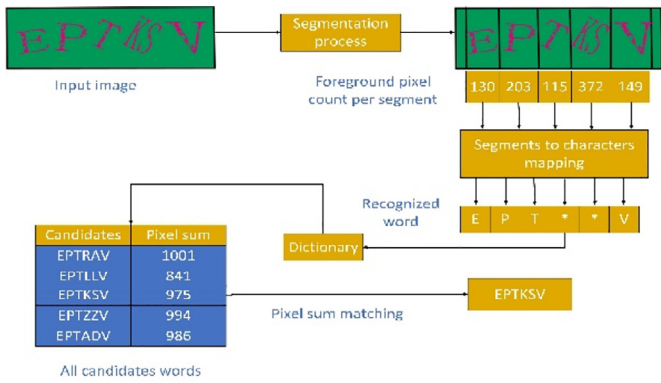 EPTKSV
Segmentation process
EPTKSV
Input image
Foreground pixel count per segment
130 203 115 372 149
Segments to characters mapping
Recognized word
E P T * * V
Dictionary
Candidates Pixel sum
EPTRAV 1001
EPTLLV 841
EPTKSV 975
EPTZZV 994
EPTADV 986
EPTKSV
Pixel sum matching
All candidates words